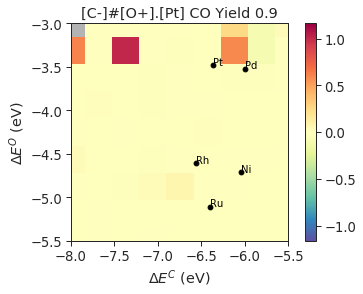 [C-]#[O+].[Pt] CO Yield 0.9
−3.0
−3.5
−4.0
−4.5
−5.0
−5.5
ΔE^O (eV)
Pt
Pd
Rh
Ni
Ru
−8.0 −7.5 −7.0 −6.5 −6.0 −5.5
ΔE^C (eV)
1.0
0.5
0.0
−0.5
−1.0